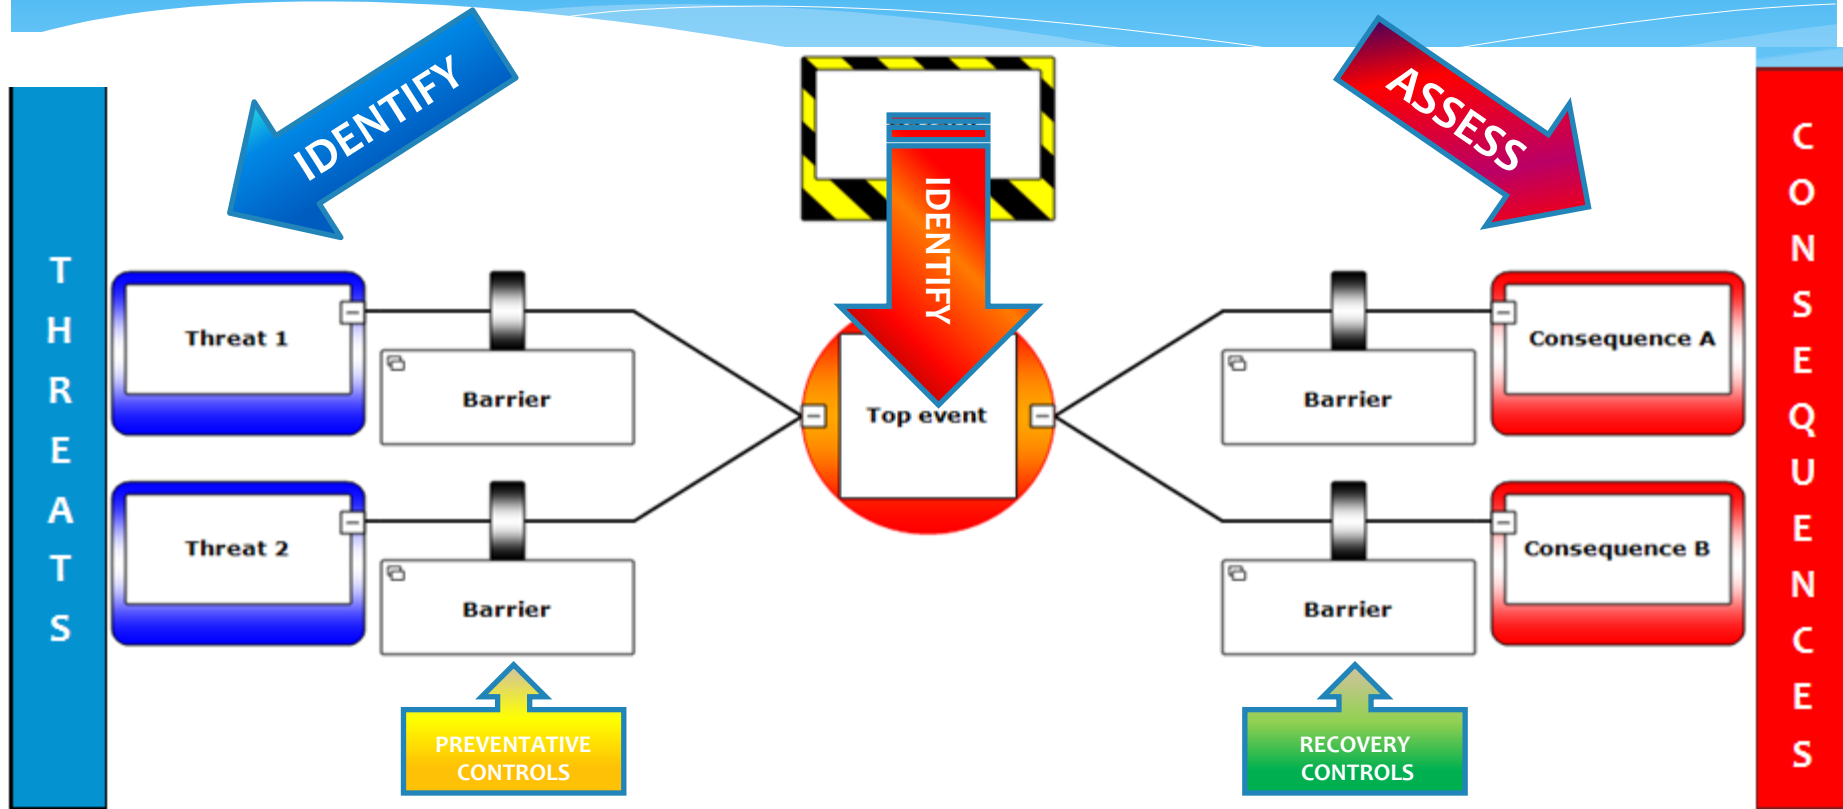 IDENTIFY
ASSESS
IDENTIFY
THREATS
CONSEQUENCES
Threat 1
Barrier
Top event
Barrier
Consequence A
Threat 2
Barrier
Barrier
Consequence B
PREVENTATIVE
CONTROLS
RECOVERY
CONTROLS